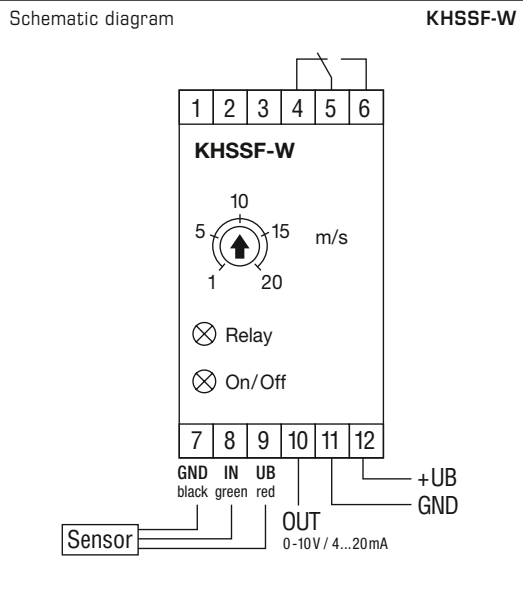 Schematic diagram KHSSF-W
1 2 3 4 5 6
KHSSF-W
10
5 15 m/s
1 20
Relay
On/Off
7 8 9 10 11 12
GND IN UB +UB
black green red GND
OUT
Sensor 0-10V / 4...20mA